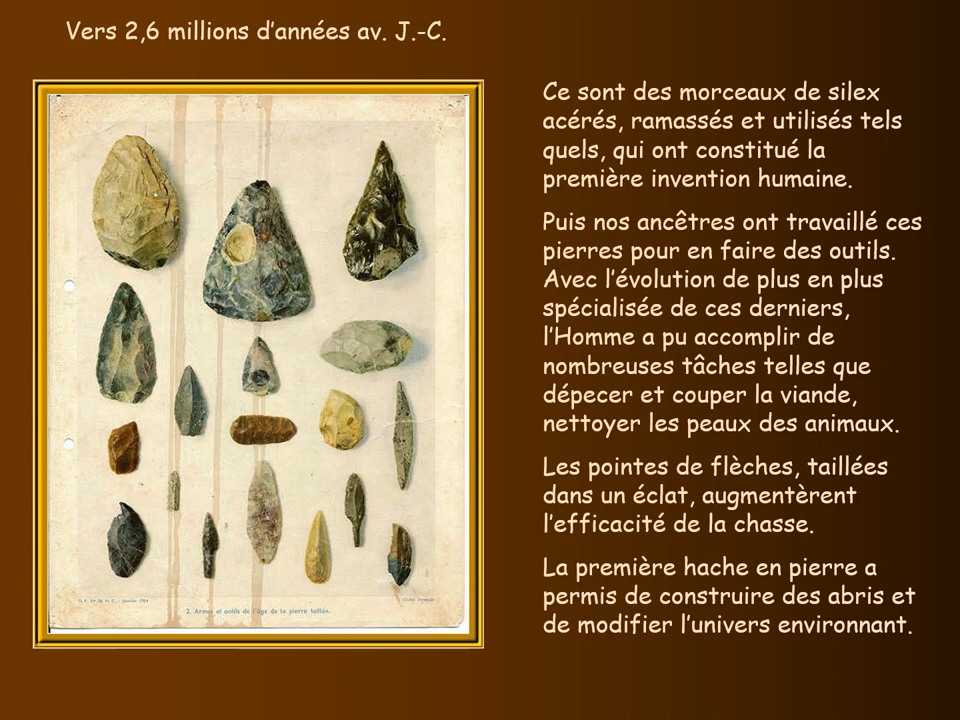 Vers 2,6 millions d’années av. J.-C.
Ce sont des morceaux de silex
acérés, ramassés et utilisés tels
quels, qui ont constitué la
première invention humaine.
Puis nos ancêtres ont travaillé ces
pierres pour en faire des outils.
Avec l’évolution de plus en plus
spécialisée de ces derniers,
l’Homme a pu accomplir de
nombreuses tâches telles que
dépecer et couper la viande,
nettoyer les peaux des animaux.
Les pointes de flèches, taillées
dans un éclat, augmentèrent
l’efficacité de la chasse.
La première hache en pierre a
permis de construire des abris et
de modifier l’univers environnant.
2. Armes et outils de l'âge de la pierre taillée.